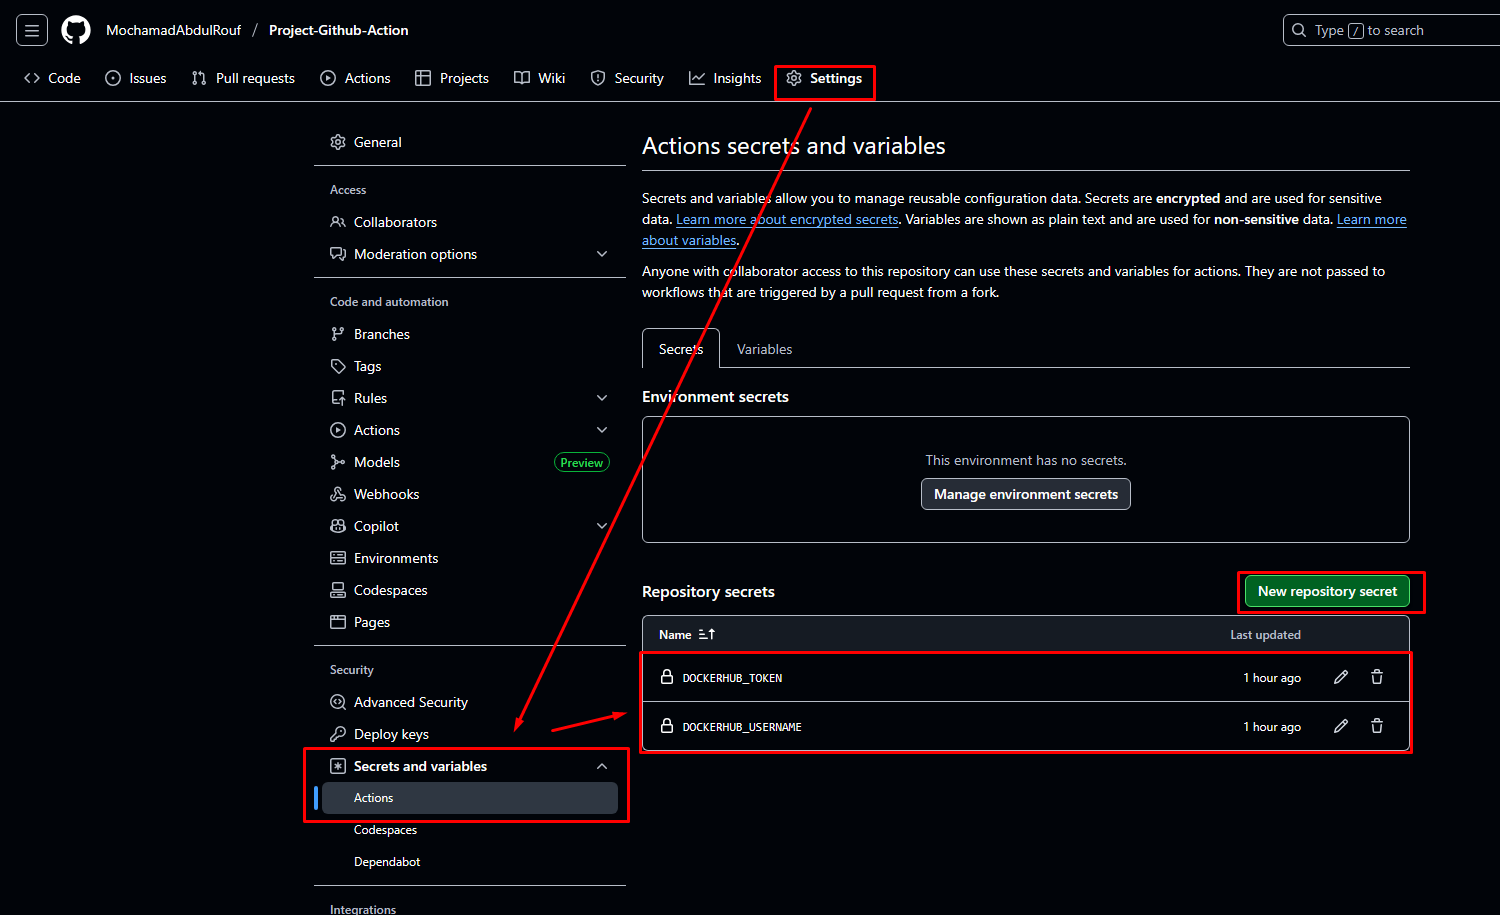 MochamadAbdulRouf / Project-Github-Action
Type / to search
Code Issues Pull requests Actions Projects Wiki Security Insights Settings
General
Access
Collaborators
Moderation options
Code and automation
Branches
Tags
Rules
Actions
Models Preview
Webhooks
Copilot
Environments
Codespaces
Pages
Security
Advanced Security
Deploy keys
Secrets and variables
Actions
Codespaces
Dependabot
Integrations
Actions secrets and variables
Secrets and variables allow you to manage reusable configuration data. Secrets are encrypted and are used for sensitive
data. Learn more about encrypted secrets. Variables are shown as plain text and are used for non-sensitive data. Learn more
about variables.
Anyone with collaborator access to this repository can use these secrets and variables for actions. They are not passed to
workflows that are triggered by a pull request from a fork.
Secrets Variables
Environment secrets
This environment has no secrets.
Manage environment secrets
Repository secrets New repository secret
Name Last updated
DOCKERHUB_TOKEN 1 hour ago
DOCKERHUB_USERNAME 1 hour ago